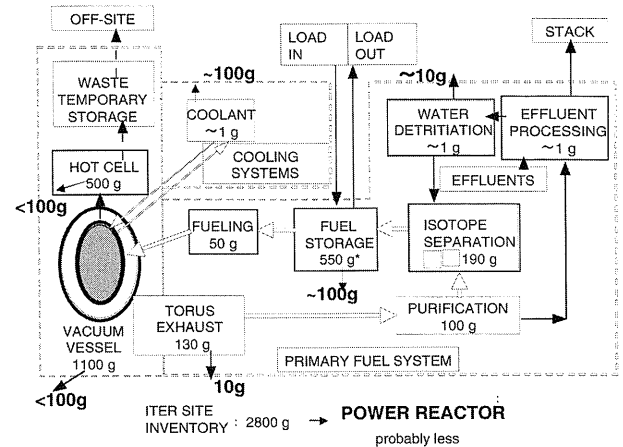 OFF-SITE
LOAD
IN
LOAD
OUT
STACK
WASTE
TEMPORARY
STORAGE
~100g
COOLANT
~1 g
COOLING
SYSTEMS
~10g
WATER
DETRITIATION
~1 g
EFFLUENT
PROCESSING
~1 g
EFFLUENTS
HOT CELL
500 g
<100g
FUELING
50 g
FUEL
STORAGE
550 g*
~100g
ISOTOPE
SEPARATION
190 g
VACUUM
VESSEL
1100 g
<100g
TORUS
EXHAUST
130 g
10g
PURIFICATION
100 g
PRIMARY FUEL SYSTEM
ITER SITE
INVENTORY : 2800 g → POWER REACTOR
probably less